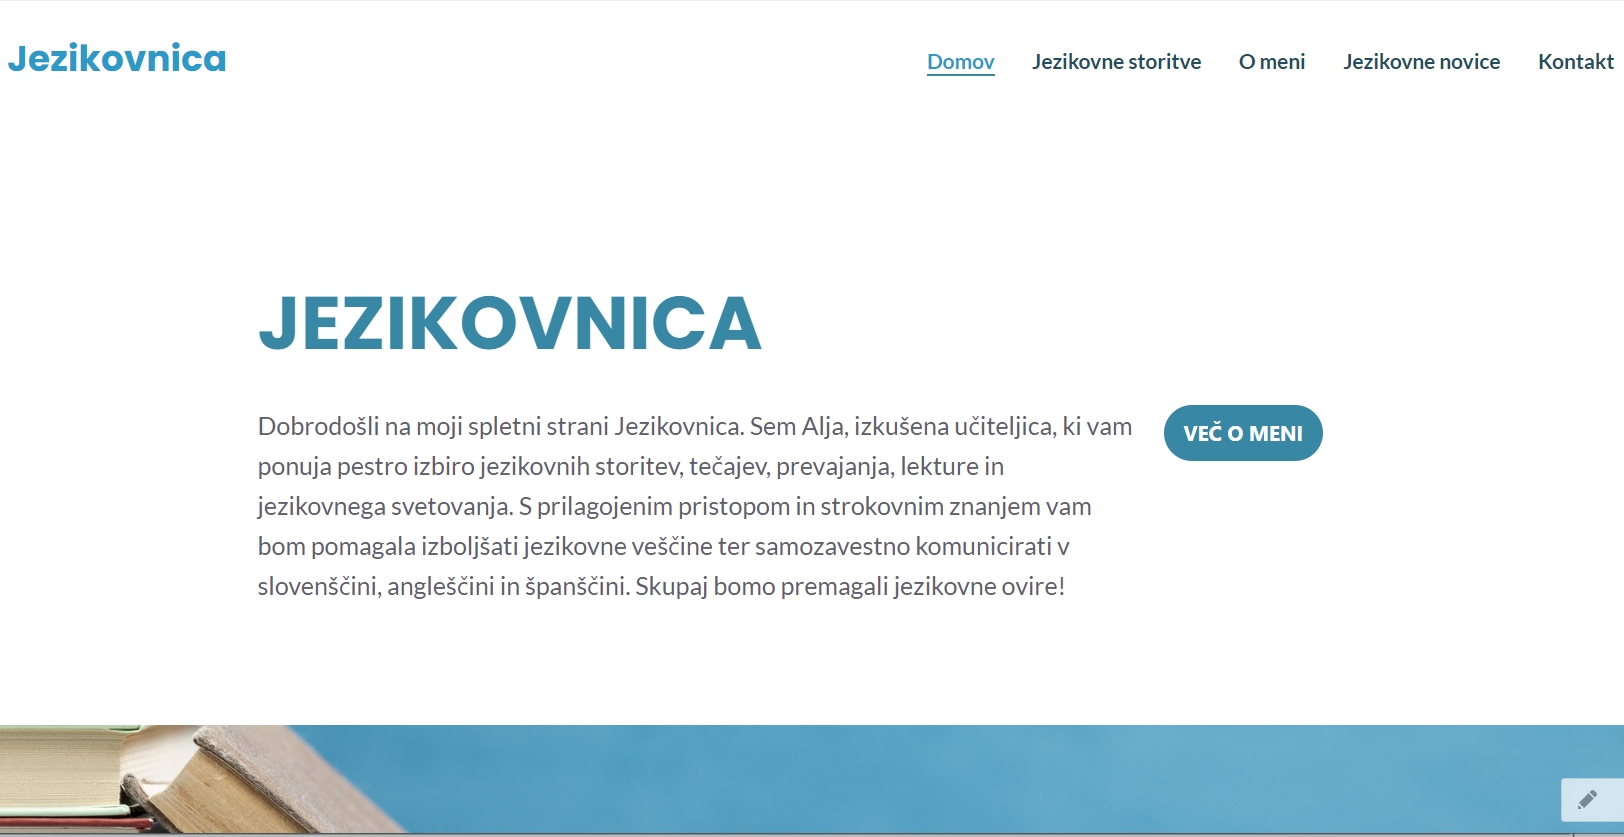 Jezikovnica
Domov Jezikovne storitve O meni Jezikovne novice Kontakt
JEZIKOVNICA
Dobrodošli na moji spletni strani Jezikovnica. Sem Alja, izkušena učiteljica, ki vam
ponuja pestro izbiro jezikovnih storitev, tečajev, prevajanja, lekture in
jezikovnega svetovanja. S prilagojenim pristopom in strokovnim znanjem vam
bom pomagala izboljšati jezikovne veščine ter samozavestno komunicirati v
slovenščini, angleščini in španščini. Skupaj bomo premagali jezikovne ovire!
VEČ O MENI